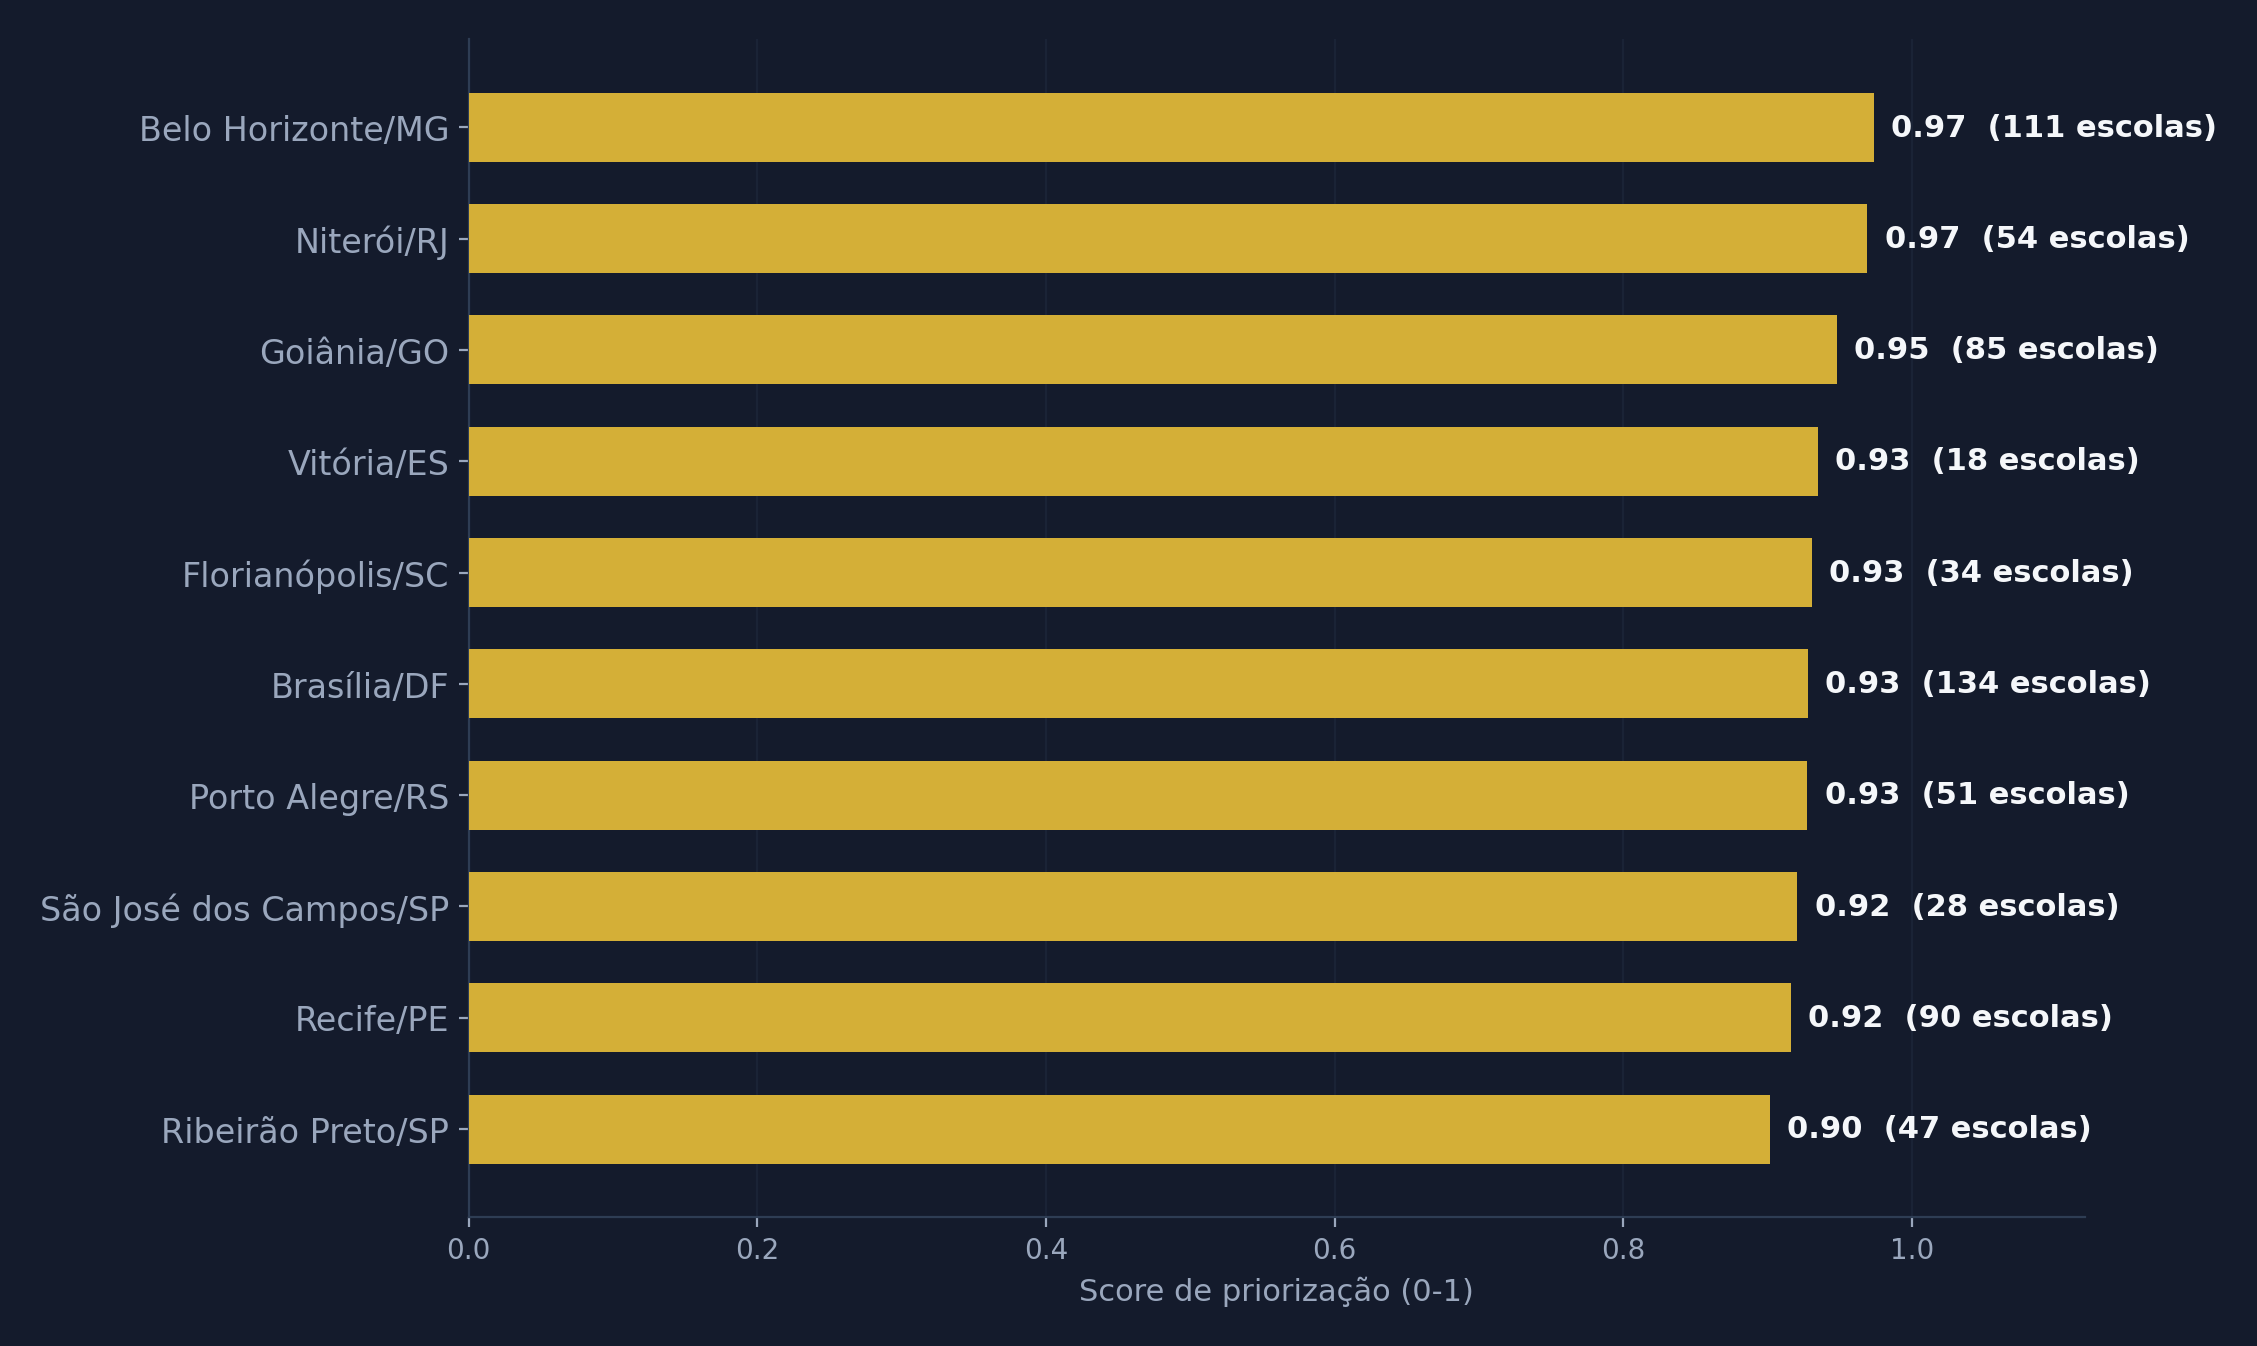 Belo Horizonte/MG 0.97 (111 escolas)
Niterói/RJ 0.97 (54 escolas)
Goiânia/GO 0.95 (85 escolas)
Vitória/ES 0.93 (18 escolas)
Florianópolis/SC 0.93 (34 escolas)
Brasília/DF 0.93 (134 escolas)
Porto Alegre/RS 0.93 (51 escolas)
São José dos Campos/SP 0.92 (28 escolas)
Recife/PE 0.92 (90 escolas)
Ribeirão Preto/SP 0.90 (47 escolas)
0.0 0.2 0.4 0.6 0.8 1.0
Score de priorização (0-1)